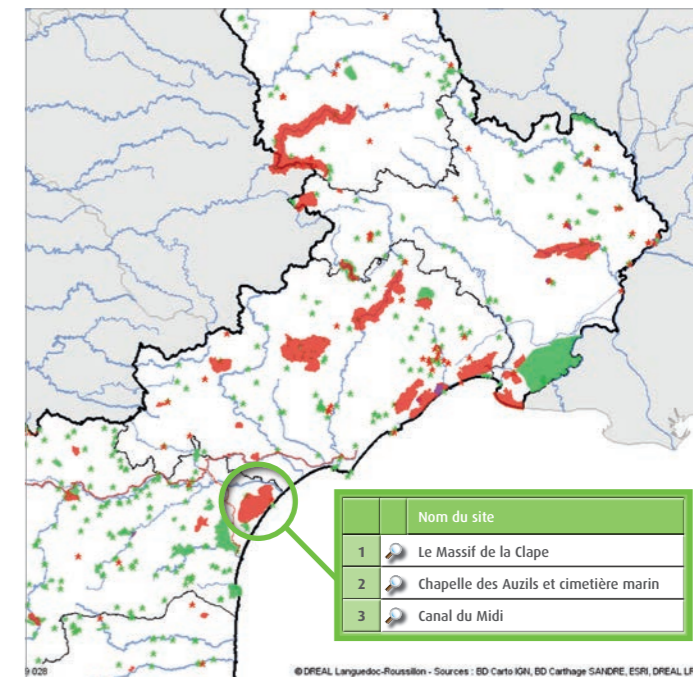 Nom du site
1 Le Massif de la Clape
2 Chapelle des Auzils et cimetière marin
3 Canal du Midi
9 028
© DREAL Languedoc-Roussillon - Sources : BD Carto IGN, BD Carthage SANDRE, ESRI, DREAL LR